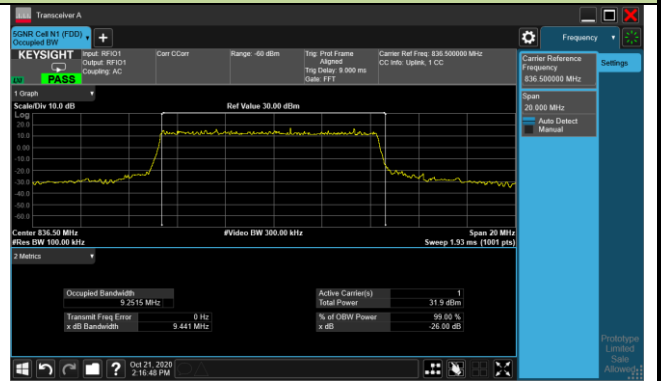 Transceiver A
5GNR Cell N1 (FDD)
Occupied BW
Frequency
KEYSIGHT
Input: RFIO1
Output: RFIO1
Coupling: AC
Corr CCorr
Range: -60 dBm
Trig: Prot Frame
Aligned
Trig Delay: 9.000 ms
Gate: FFT
Carrier Ref Freq: 836.500000 MHz
CC Info: Uplink, 1 CC
PASS
Carrier Reference
Frequency
836.500000 MHz
Settings
Span
20.000 MHz
Auto Detect
Manual
1 Graph
Scale/Div 10.0 dB
Ref Value 30.00 dBm
Log
20.0
10.0
0.00
-10.0
-20.0
-30.0
-40.0
-50.0
-60.0
Center 836.50 MHz
#Video BW 300.00 kHz
Span 20 MHz
#Res BW 100.00 kHz
Sweep 1.93 ms (1001 pts)
2 Metrics
Occupied Bandwidth
9.2515 MHz
Active Carrier(s) 1
Total Power 31.9 dBm
Transmit Freq Error 0 Hz
x dB Bandwidth 9.441 MHz
% of OBW Power 99.00 %
x dB -26.00 dB
Prototype
Limited
Sale
Allowed
Oct 21, 2020
2:16:48 PM